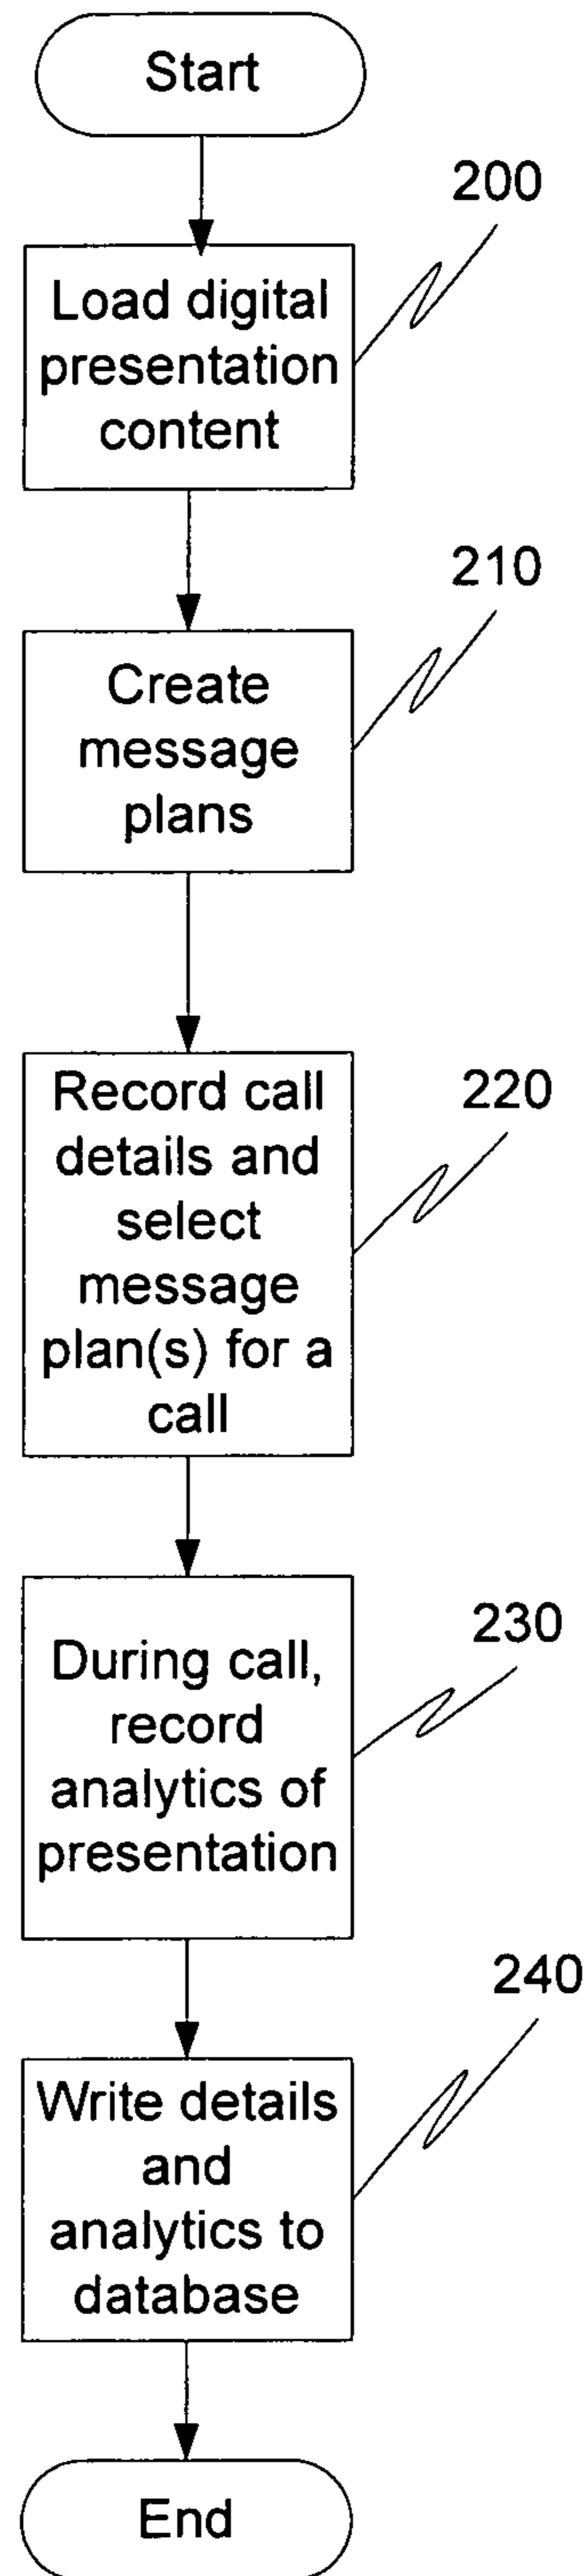 Start
200
Load digital
presentation
content
210
Create
message
plans
220
Record call
details and
select
message
plan(s) for a
call
230
During call,
record
analytics of
presentation
240
Write details
and
analytics to
database
End